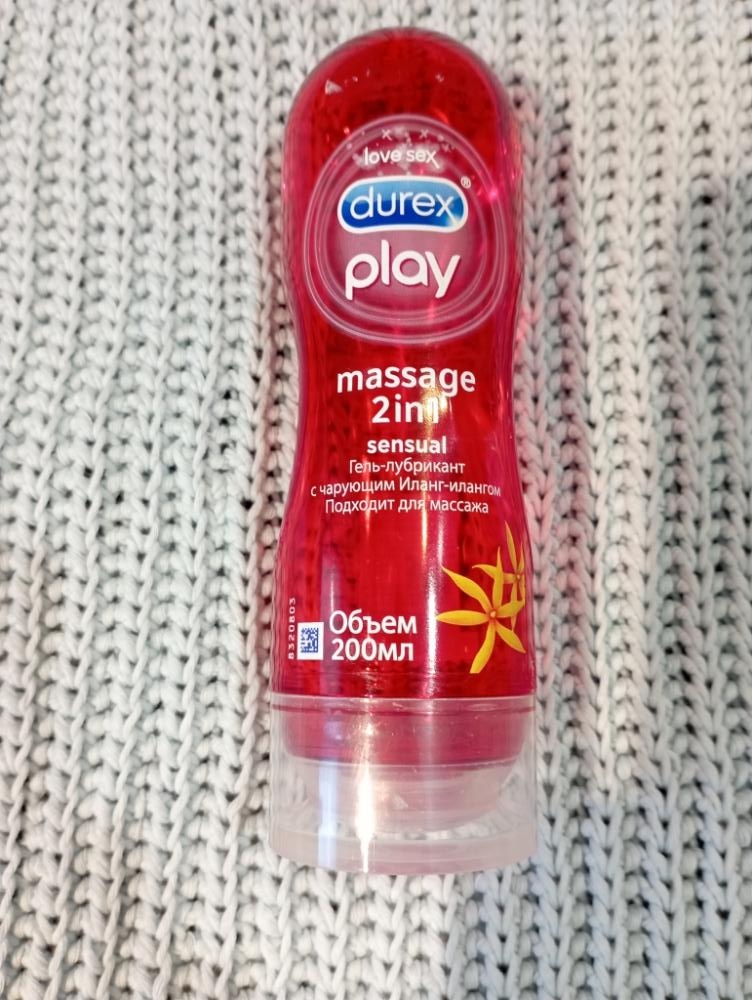 love sex
durex®
play
massage
2in1
sensual
Гель-лубрикант
с чарующим Иланг-илангом
Подходит для массажа
8320803
Объем
200мл